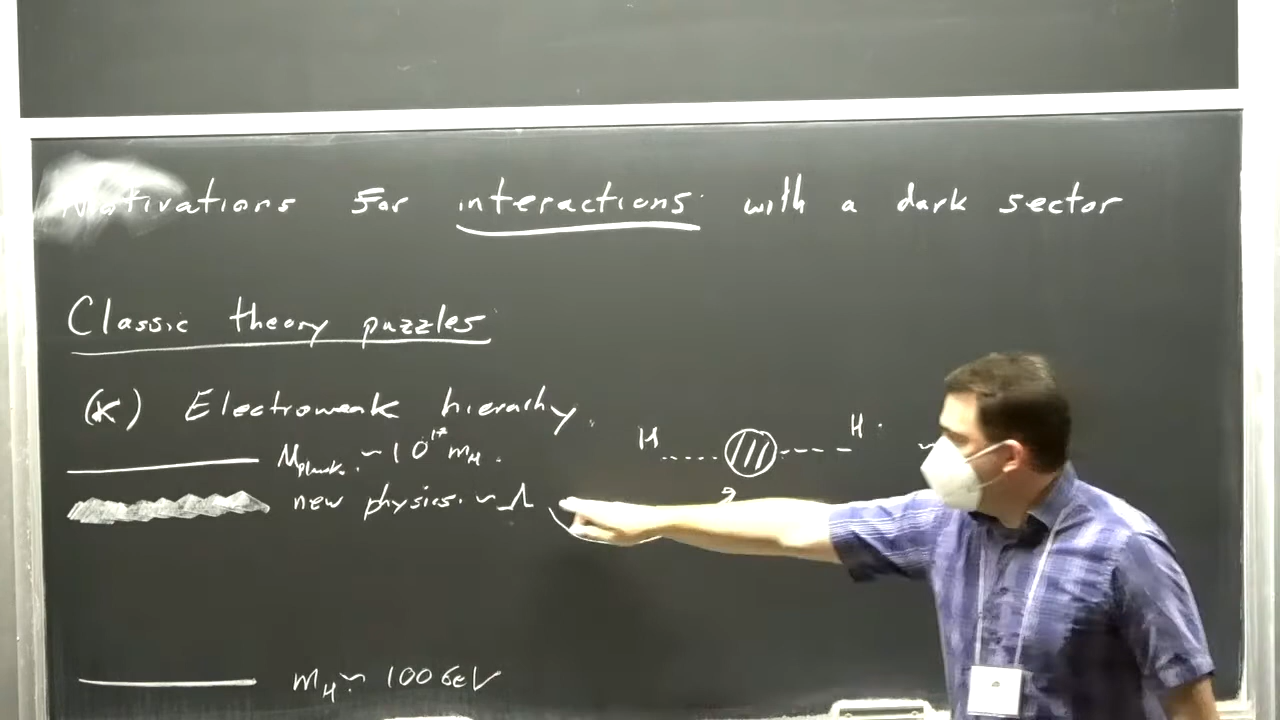 Motivations for interactions with a dark sector
Classic theory puzzles
(*) Electroweak hierarchy.
M_Planck ~ 10^17 m_H.
H H
new physics. ~ Λ
m_H ~ 100 GeV